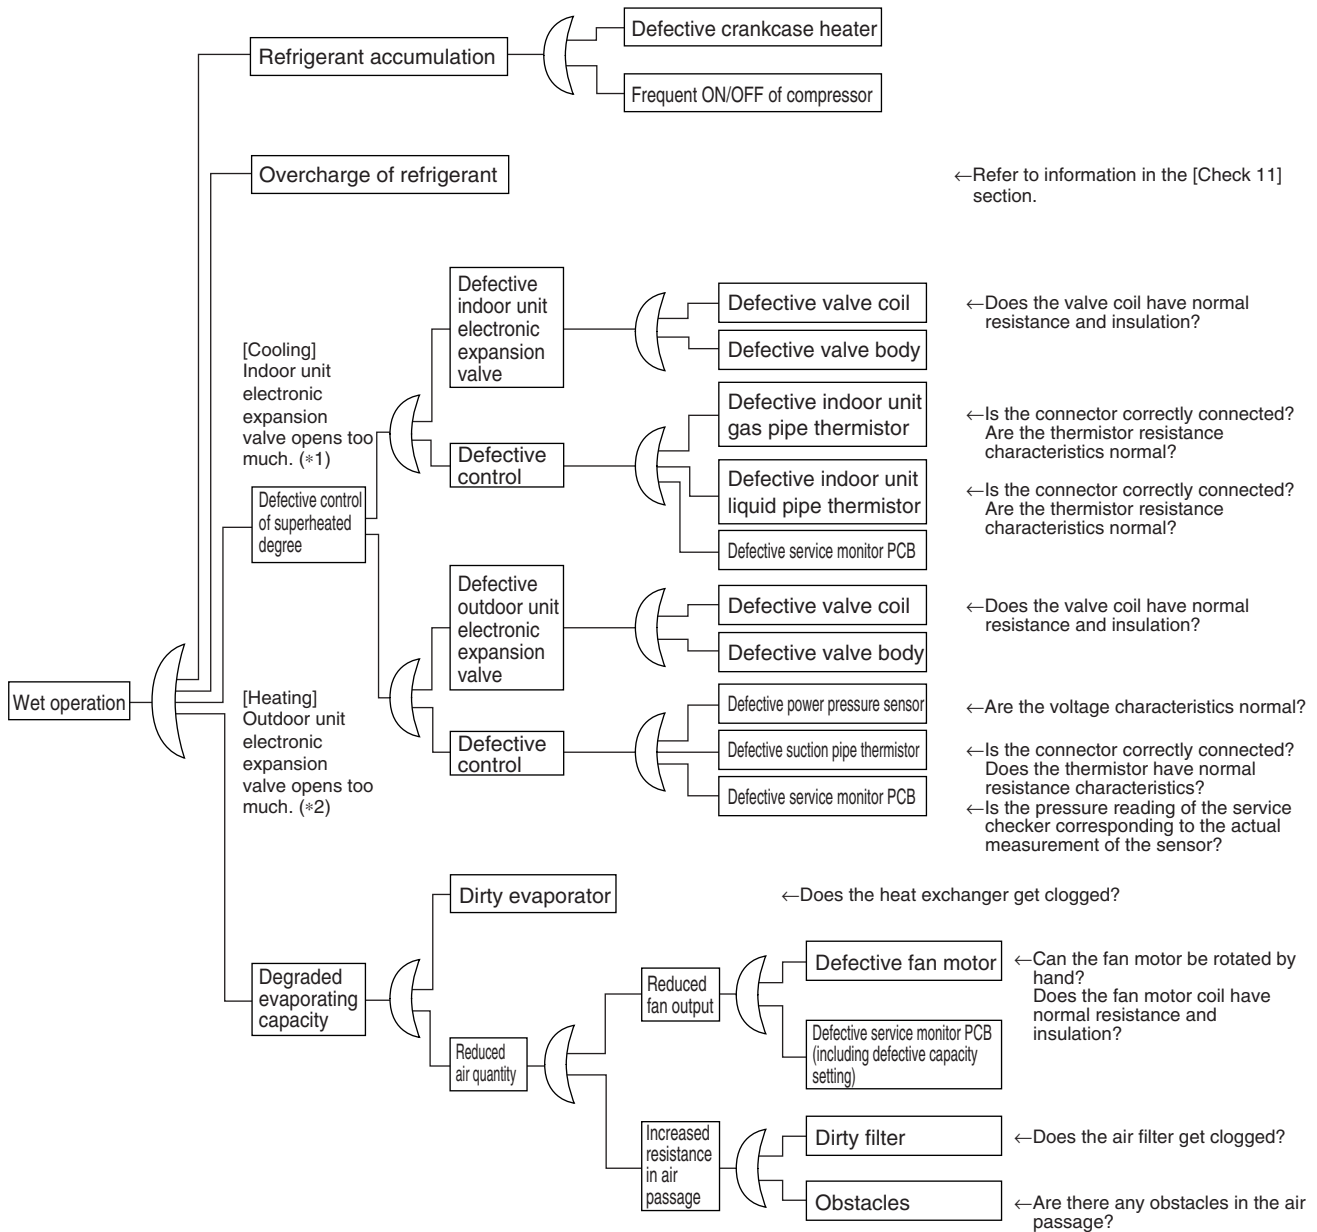 Refrigerant accumulation
Defective crankcase heater
Frequent ON/OFF of compressor
Overcharge of refrigerant
←Refer to information in the [Check 11]
section.
[Cooling]
Indoor unit
electronic
expansion
valve opens too
much. (*1)
Defective
indoor unit
electronic
expansion
valve
Defective valve coil
←Does the valve coil have normal
resistance and insulation?
Defective valve body
Defective
control
Defective indoor unit
gas pipe thermistor
←Is the connector correctly connected?
Are the thermistor resistance
characteristics normal?
Defective indoor unit
liquid pipe thermistor
←Is the connector correctly connected?
Are the thermistor resistance
characteristics normal?
Defective service monitor PCB
Defective control
of superheated
degree
Defective
outdoor unit
electronic
expansion
valve
Defective valve coil
←Does the valve coil have normal
resistance and insulation?
Defective valve body
Wet operation
[Heating]
Outdoor unit
electronic
expansion
valve opens too
much. (*2)
Defective
control
Defective power pressure sensor
←Are the voltage characteristics normal?
Defective suction pipe thermistor
←Is the connector correctly connected?
Does the thermistor have normal
resistance characteristics?
Defective service monitor PCB
←Is the pressure reading of the service
checker corresponding to the actual
measurement of the sensor?
Dirty evaporator
←Does the heat exchanger get clogged?
Degraded
evaporating
capacity
Reduced
air quantity
Reduced
fan output
Defective fan motor
←Can the fan motor be rotated by
hand?
Does the fan motor coil have
normal resistance and
insulation?
Defective service monitor PCB
(including defective capacity
setting)
Increased
resistance
in air
passage
Dirty filter
←Does the air filter get clogged?
Obstacles
←Are there any obstacles in the air
passage?